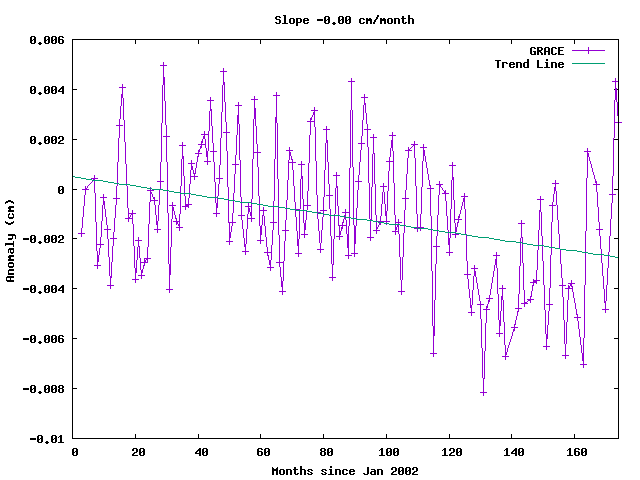 Slope -0.00 cm/month
0.006
GRACE
Trend Line
0.004
0.002
0
-0.002
-0.004
-0.006
-0.008
-0.01
Anomaly (cm)
0 20 40 60 80 100 120 140 160
Months since Jan 2002